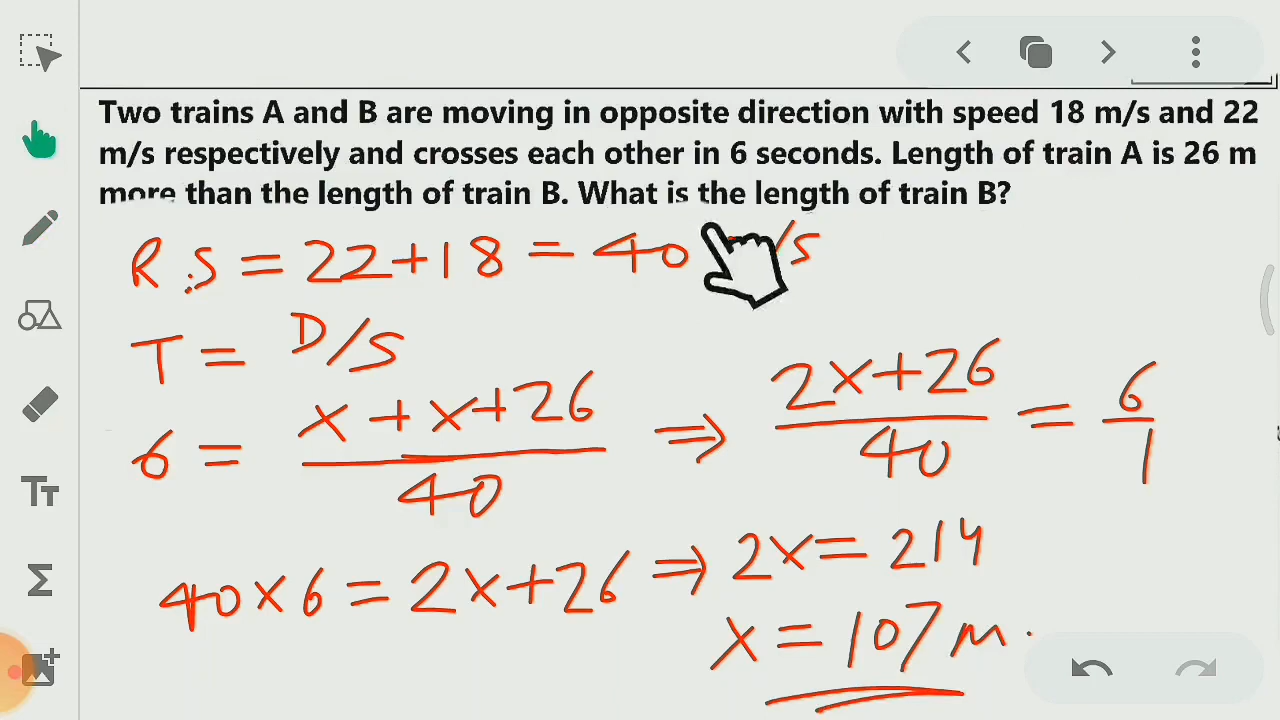 Two trains A and B are moving in opposite direction with speed 18 m/s and 22
m/s respectively and crosses each other in 6 seconds. Length of train A is 26 m
more than the length of train B. What is the length of train B?
R.S = 22+18 = 40 /s
T = D/S
6 = x + x + 26 / 40 ⇒ 2x+26 / 40 = 6 / 1
40×6 = 2x+26 ⇒ 2x = 214
x = 107 m.
TT
Σ